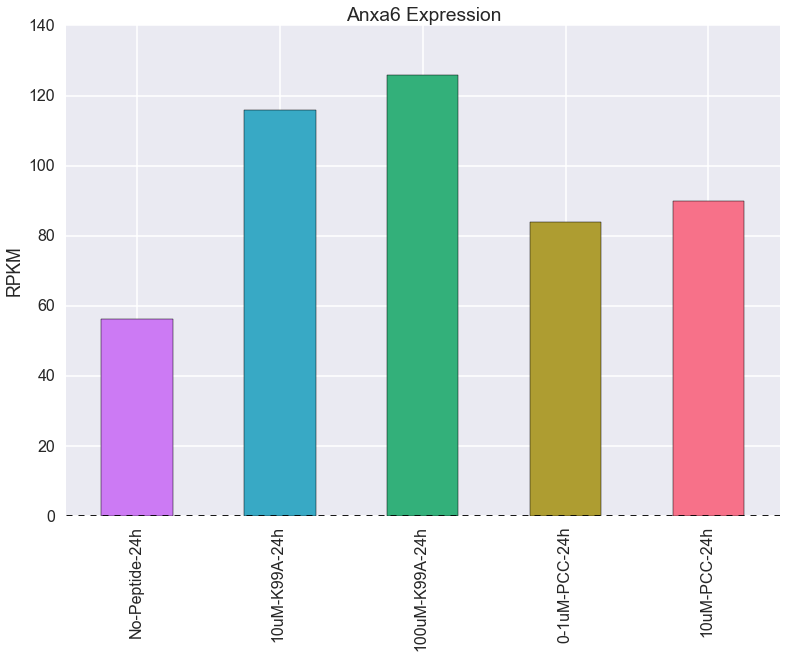 Anxa6 Expression
RPKM
140
120
100
80
60
40
20
0
No-Peptide-24h
10uM-K99A-24h
100uM-K99A-24h
0-1uM-PCC-24h
10uM-PCC-24h